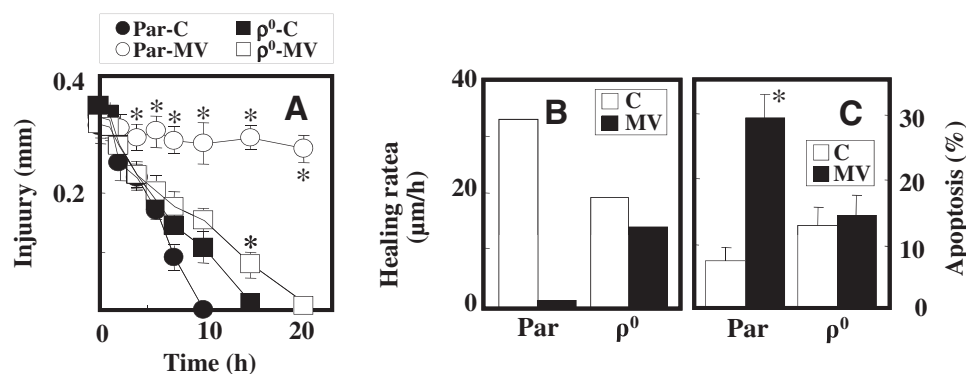 Par-C ρ⁰-C
Par-MV ρ⁰-MV
0.4
0.2
A
* * * * * *
*
*
0 10 20
Time (h)
Injuury (mm)
40
20
0
Healing ratez
(μm/h)
B
C
MV
Par ρ⁰
C
*
C
MV
Par ρ⁰
30
20
10
0
Apoptosis (%)